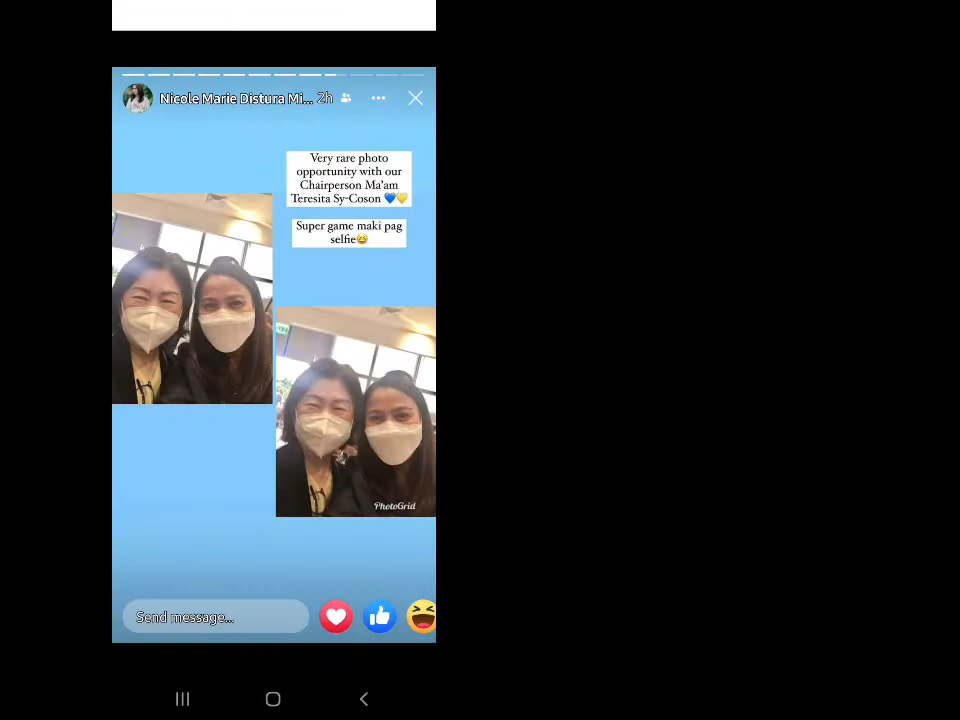 Nicole Marie Distura Mi... 2h
Very rare photo
opportunity with our
Chairperson Ma'am
Teresita Sy-Coson 💙💛
Super game maki pag
selfie😆
PhotoGrid
Send message...